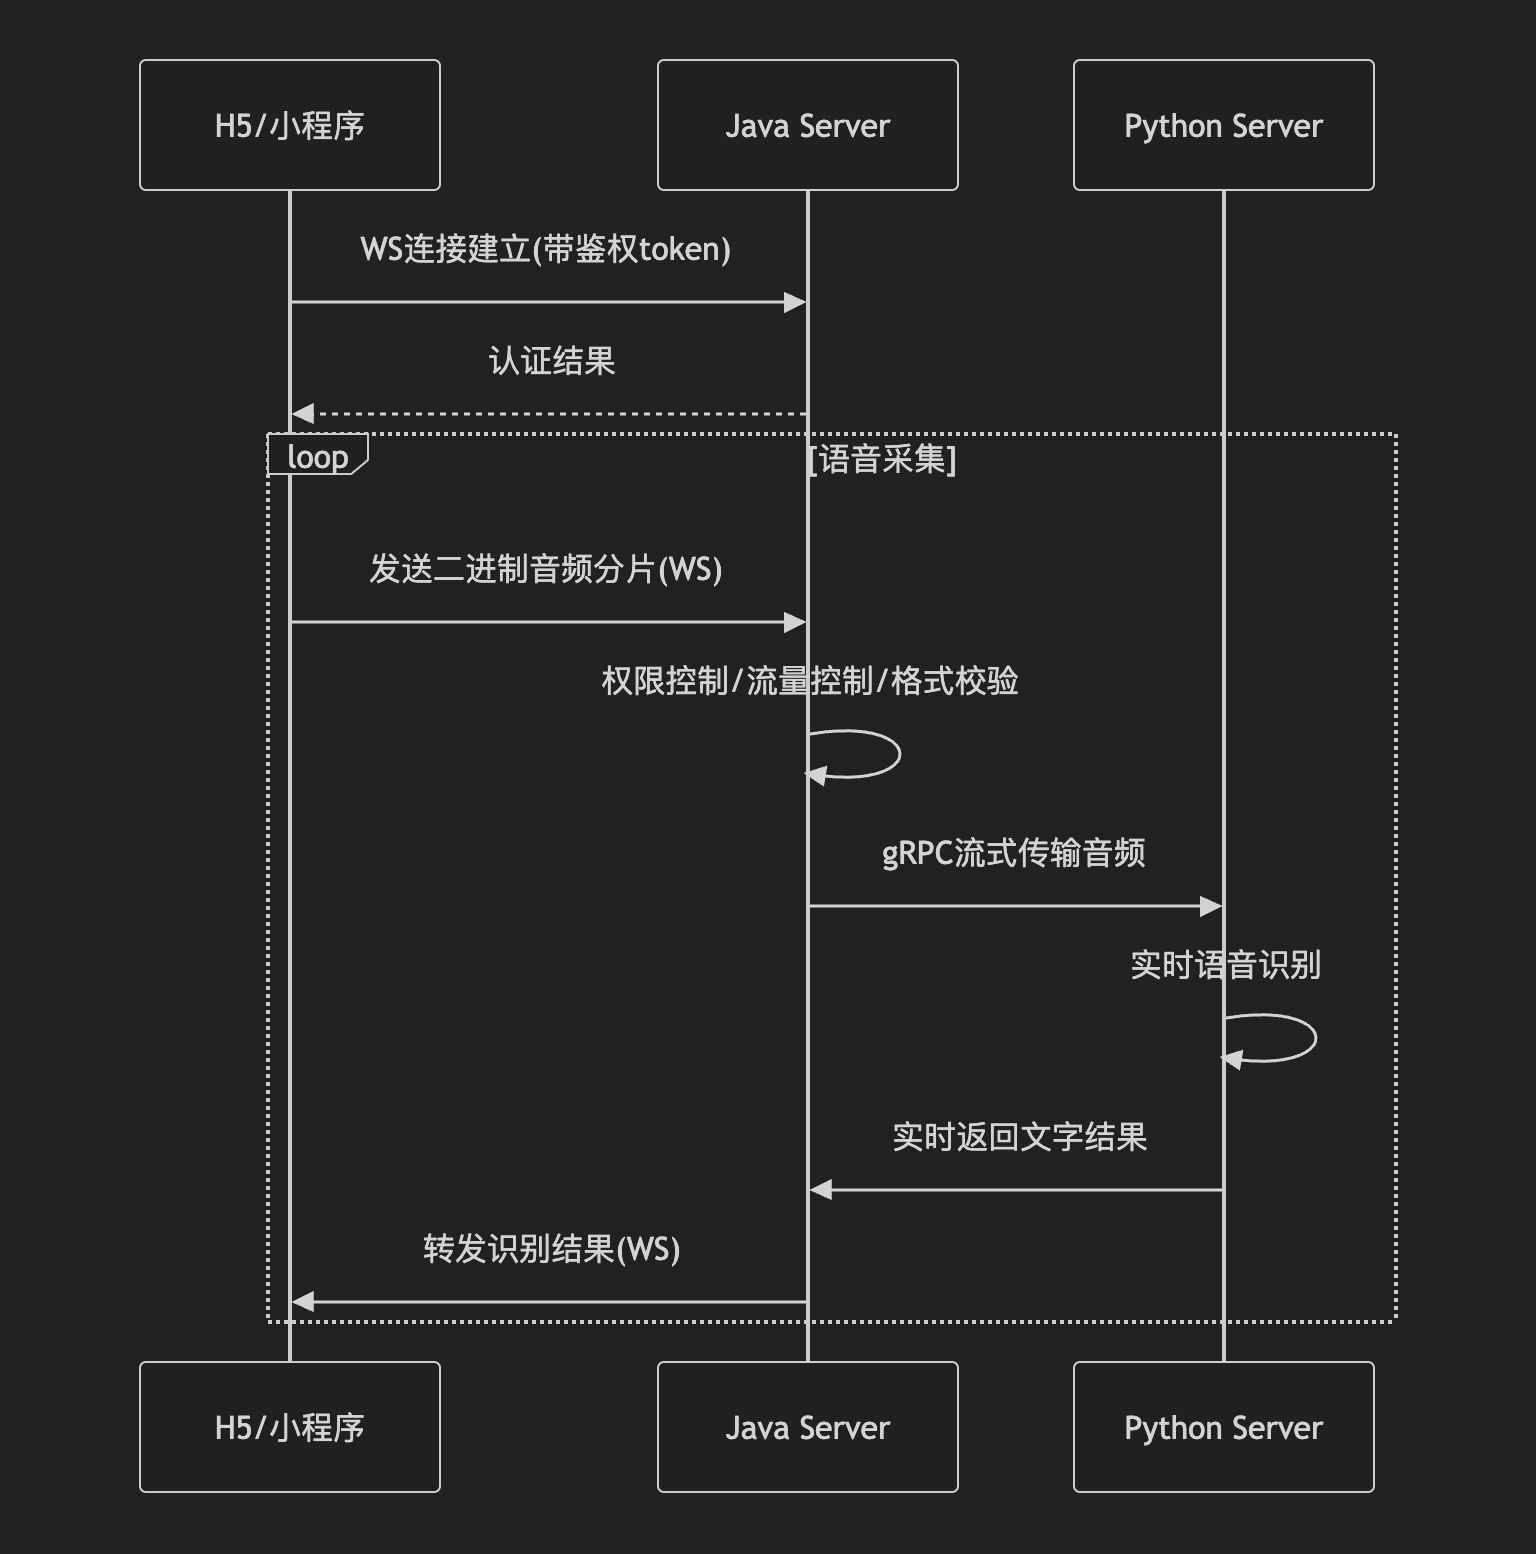 H5/小程序
Java Server
Python Server
WS连接建立(带鉴权token)
认证结果
loop
[语音采集]
发送二进制音频分片(WS)
权限控制/流量控制/格式校验
gRPC流式传输音频
实时语音识别
实时返回文字结果
转发识别结果(WS)
H5/小程序
Java Server
Python Server